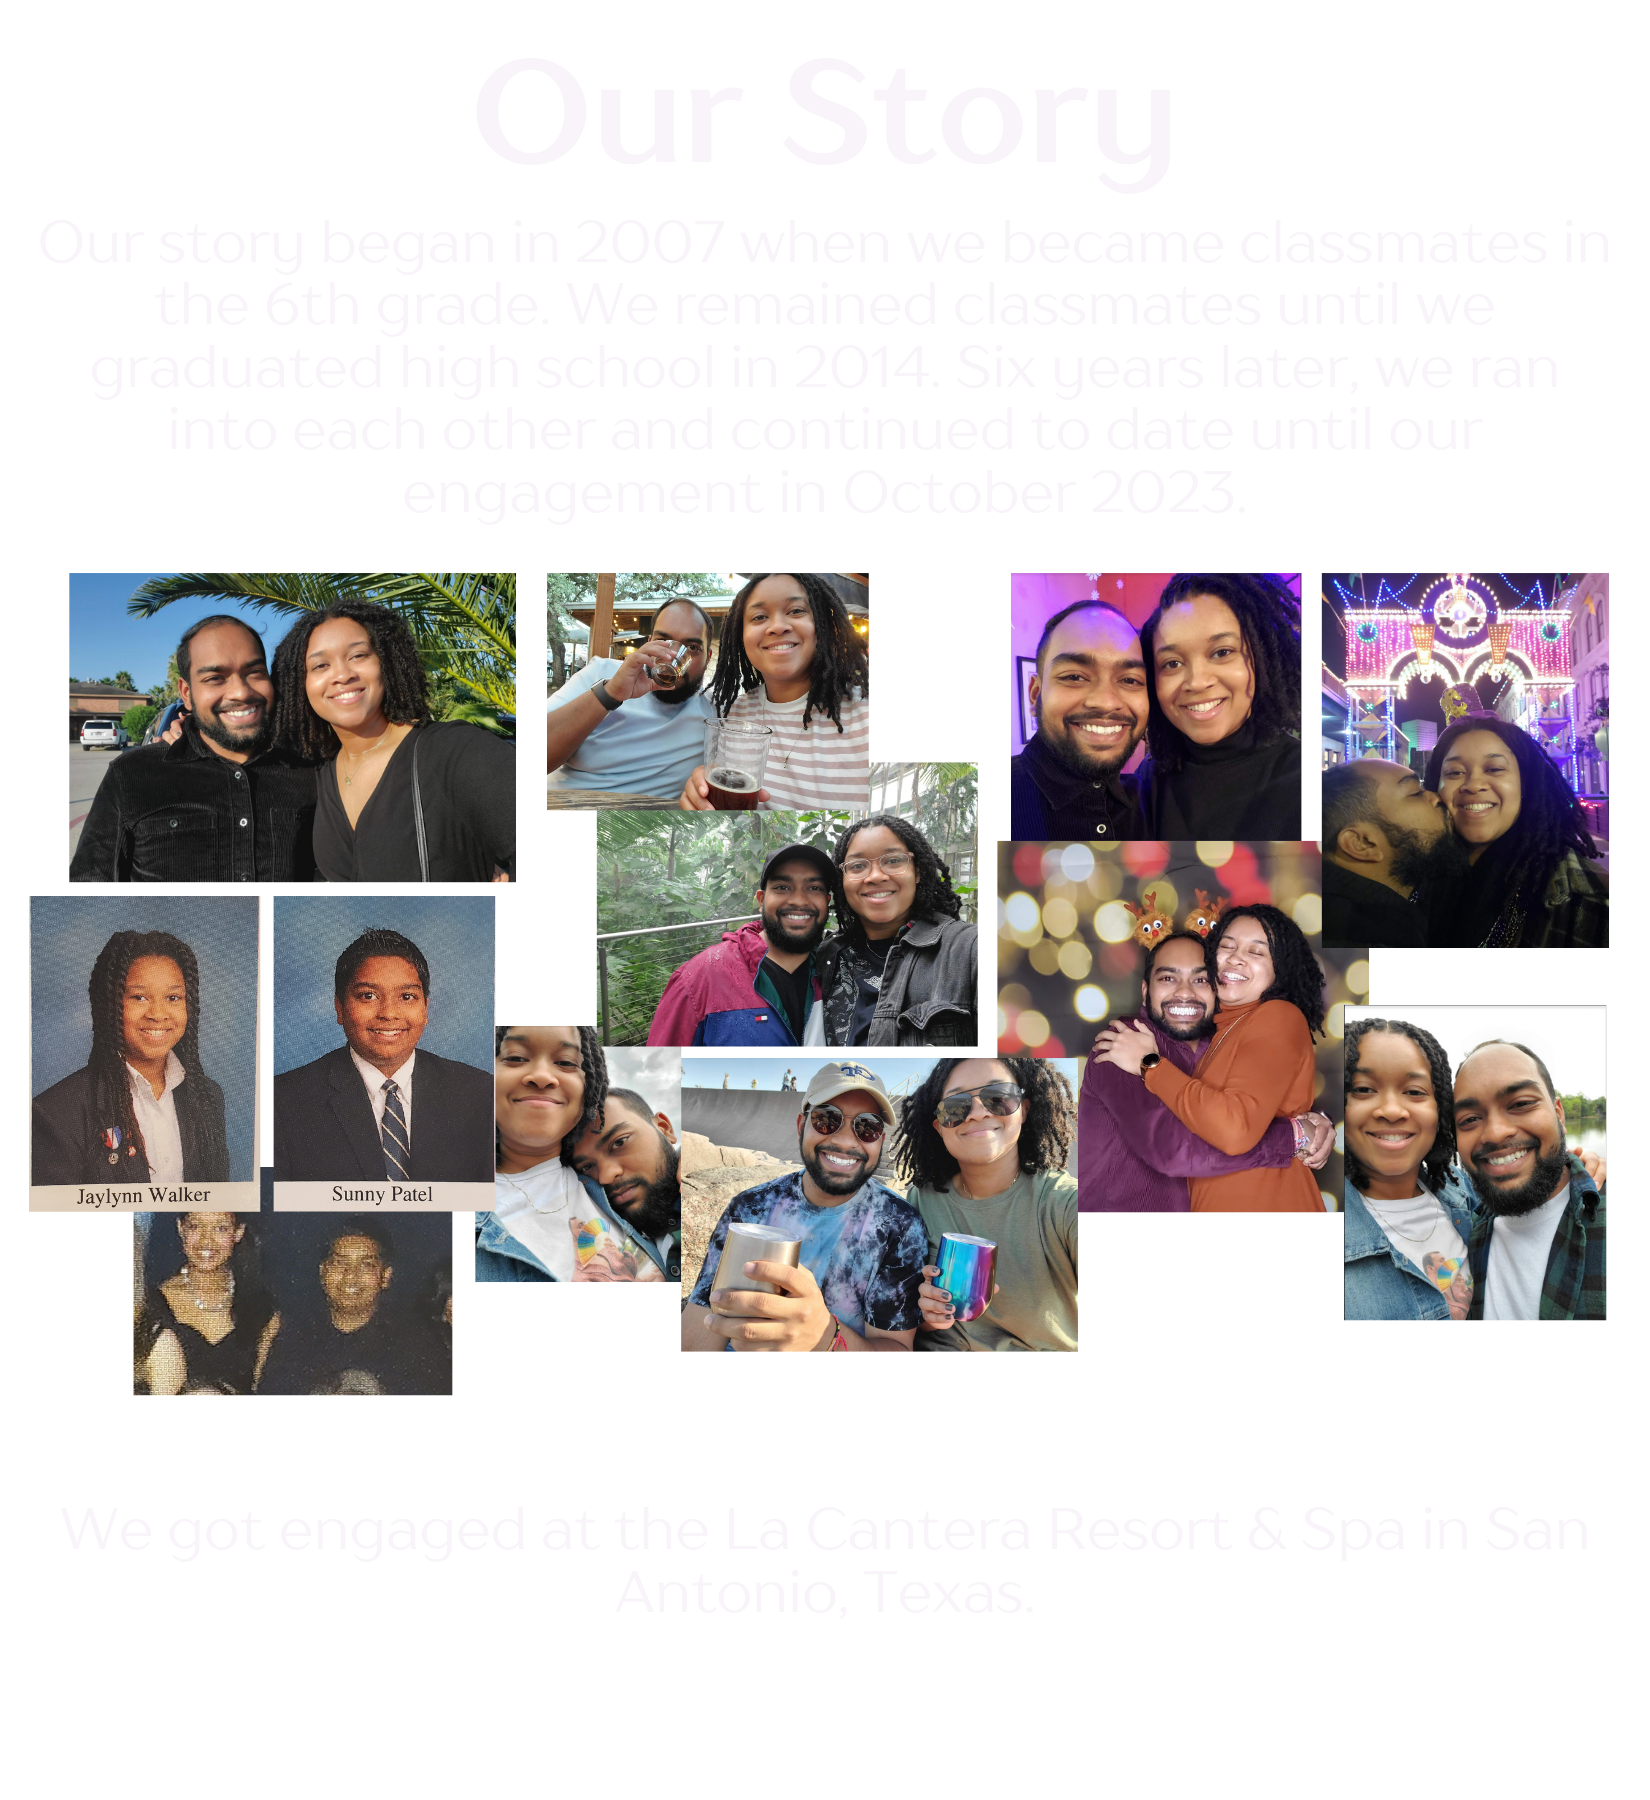 Our Story
Our story began in 2007 when we became classmates in
the 6th grade. We remained classmates until we
graduated high school in 2014. Six years later, we ran
into each other and continued to date until our
engagement in October 2023.
Jaylynn Walker
Sunny Patel
We got engaged at the La Cantera Resort & Spa in San
Antonio, Texas.